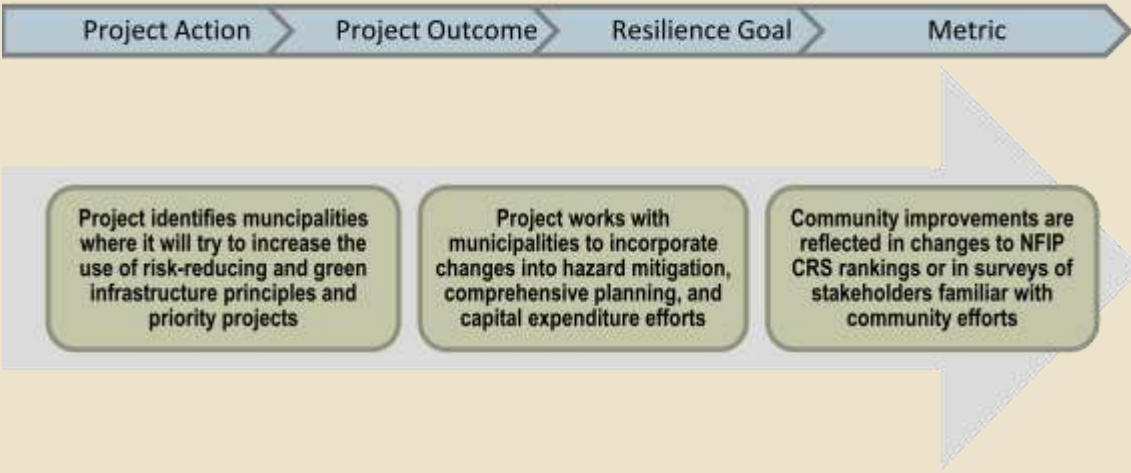 Project Action
Project Outcome
Resilience Goal
Metric
Project identifies muncipalities
where it will try to increase the
use of risk-reducing and green
infrastructure principles and
priority projects
Project works with
municipalities to incorporate
changes into hazard mitigation,
comprehensive planning, and
capital expenditure efforts
Community improvements are
reflected in changes to NFIP
CRS rankings or in surveys of
stakeholders familiar with
community efforts